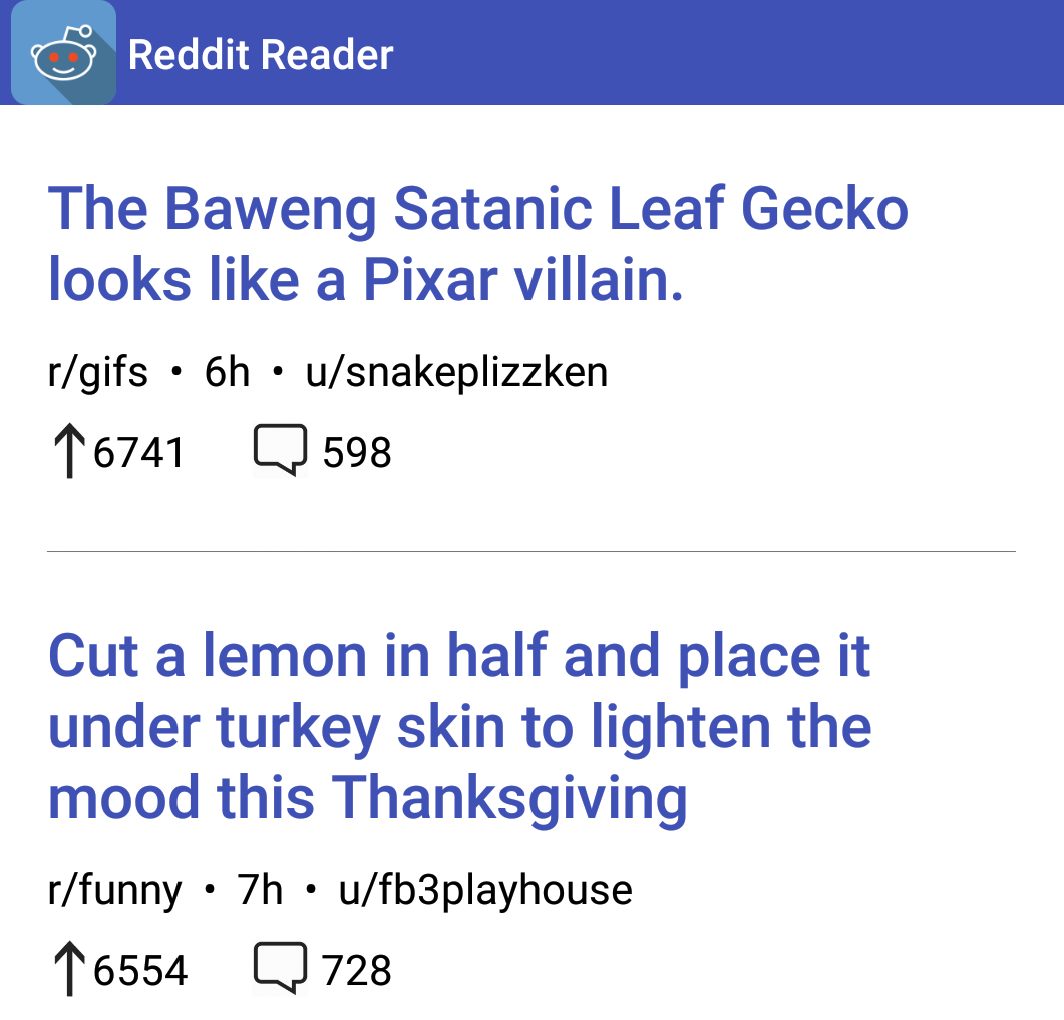 Reddit Reader
The Baweng Satanic Leaf Gecko
looks like a Pixar villain.
r/gifs • 6h • u/snakeplizzken
6741 598
Cut a lemon in half and place it
under turkey skin to lighten the
mood this Thanksgiving
r/funny • 7h • u/fb3playhouse
6554 728